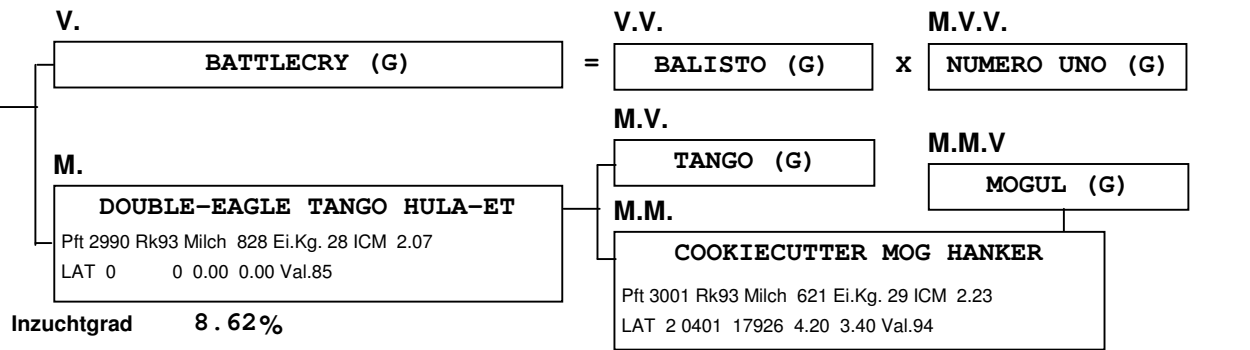 V.
V.V.
M.V.V.
BATTLECRY (G)
=
BALISTO (G)
X
NUMERO UNO (G)
M.V.
TANGO (G)
M.M.V
MOGUL (G)
M.
DOUBLE-EAGLE TANGO HULA-ET
Pft 2990 Rk93 Milch 828 Ei.Kg. 28 ICM 2.07
LAT 0 0 0.00 0.00 Val.85
M.M.
COOKIECUTTER MOG HANKER
Pft 3001 Rk93 Milch 621 Ei.Kg. 29 ICM 2.23
LAT 2 0401 17926 4.20 3.40 Val.94
Inzuchtgrad 8.62%